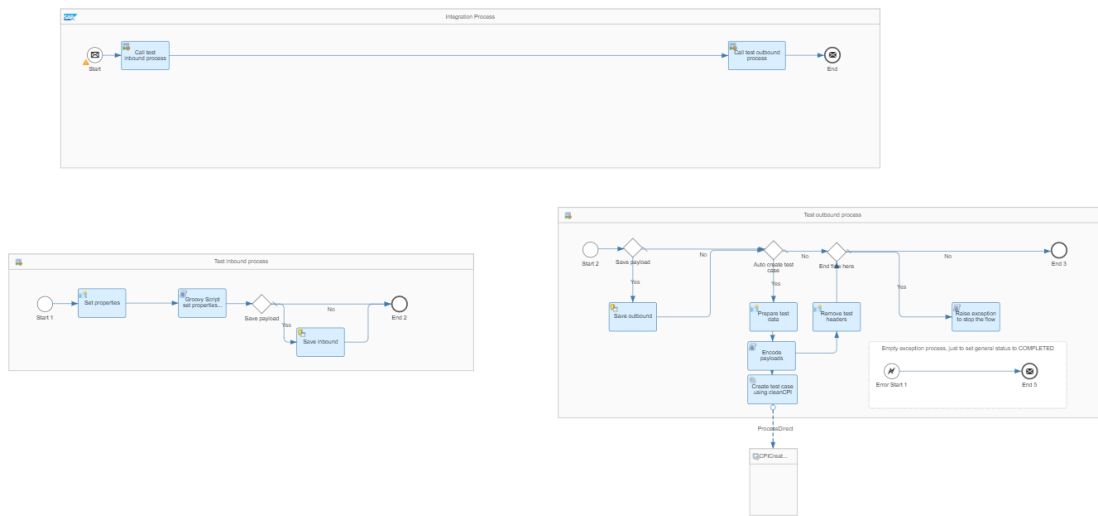 SAP
Integration Process
Call test
inbound process
Start
Call test outbound
process
End
Test inbound process
Start 1
Set properties
Groovy Script
set properties...
Save payload
No
Yes
Save inbound
End 2
Test outbound process
Start 2
Save payload
No
Yes
Save outbound
Auto create test
case
No
Yes
End flow here
No
Yes
End 3
Prepare test
data
Remove test
headers
Raise exception
to stop the flow
Encode
payloads
Create test case
using cleanCPI
Empty exception process, just to set general status to COMPLETED
Error Start 1
End 5
ProcessDirect
CPICreat...